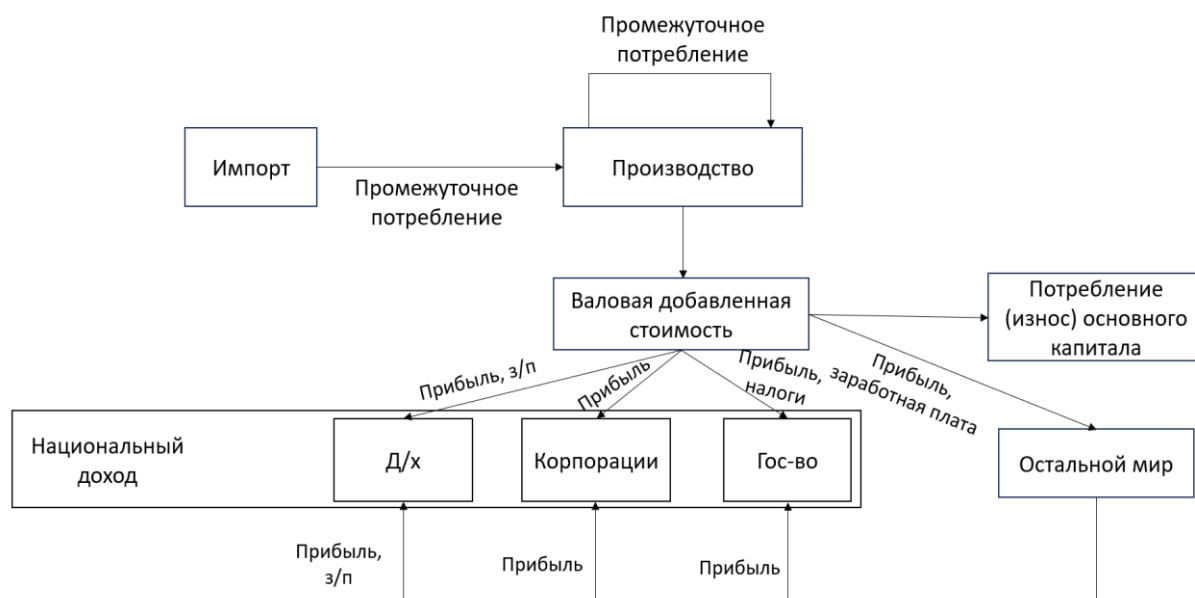 Промежуточное
потребление
Импорт
Производство
Промежуточное
потребление
Валовая добавленная
стоимость
Потребление
(износ) основного
капитала
Прибыль, з/п
Прибыль
Прибыль,
налоги
Прибыль,
заработная плата
Национальный
доход
Д/х
Корпорации
Гос-во
Остальной мир
Прибыль,
з/п
Прибыль
Прибыль